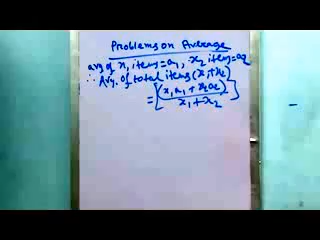 Problems on Average
avg of x₁ items=a₁, x₂ items=a₂
∴ Avg. of total items(x₁+x₂)
=[(x₁a₁+x₂a₂)/(x₁+x₂)]